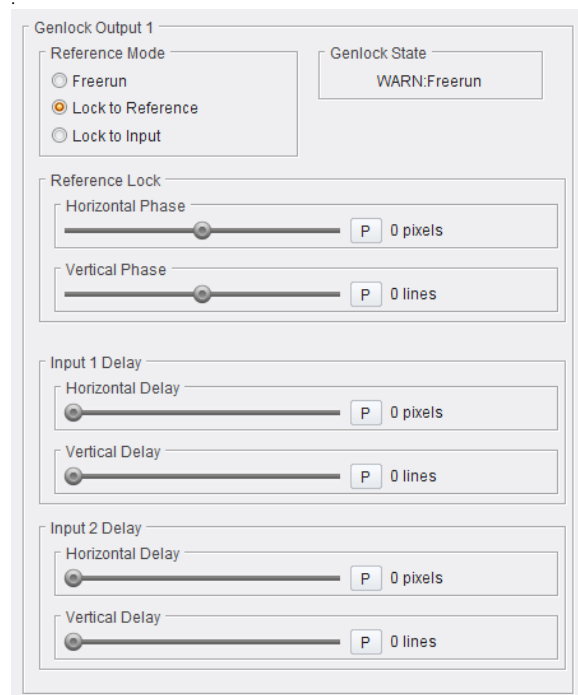 Genlock Output 1
Reference Mode
Freerun
Lock to Reference
Lock to Input
Genlock State
WARN:Freerun
Reference Lock
Horizontal Phase
P 0 pixels
Vertical Phase
P 0 lines
Input 1 Delay
Horizontal Delay
P 0 pixels
Vertical Delay
P 0 lines
Input 2 Delay
Horizontal Delay
P 0 pixels
Vertical Delay
P 0 lines